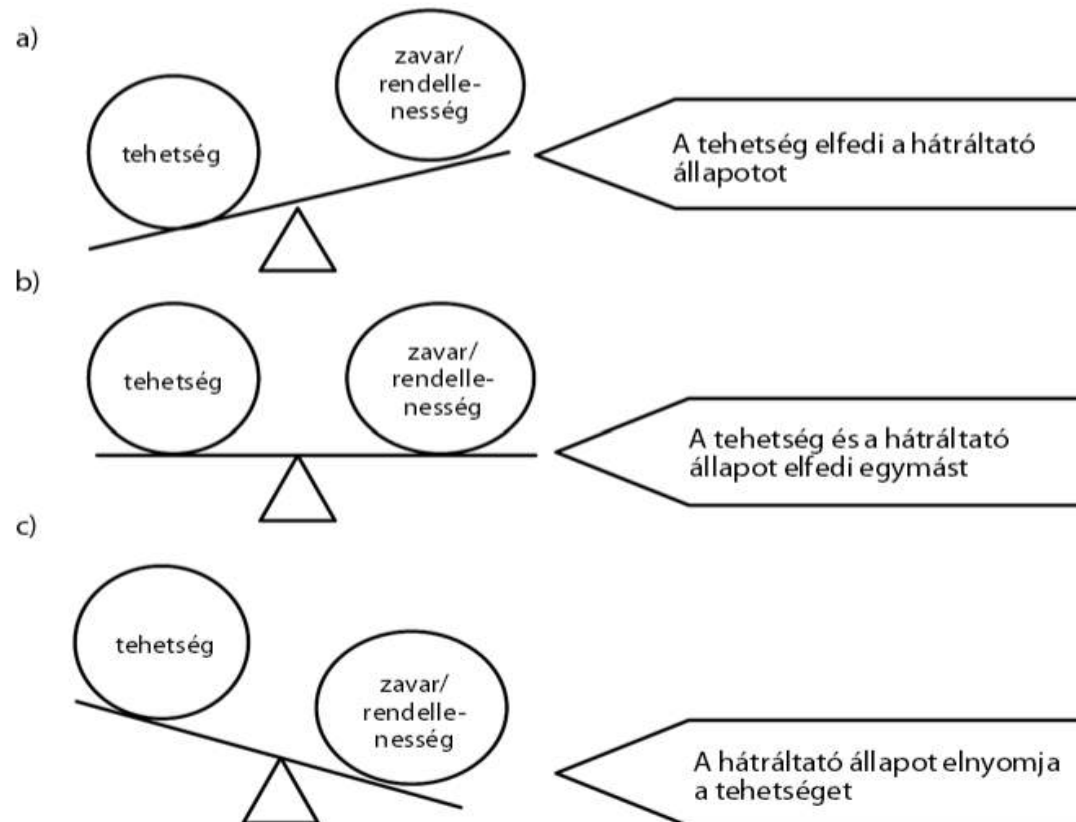 a)
tehetség
zavar/
rendelle-
nesség
A tehetség elfedi a hátráltató
állapotot
b)
tehetség
zavar/
rendelle-
nesség
A tehetség és a hátráltató
állapot elfedi egymást
c)
tehetség
zavar/
rendelle-
nesség
A hátráltató állapot elnyomja
a tehetséget